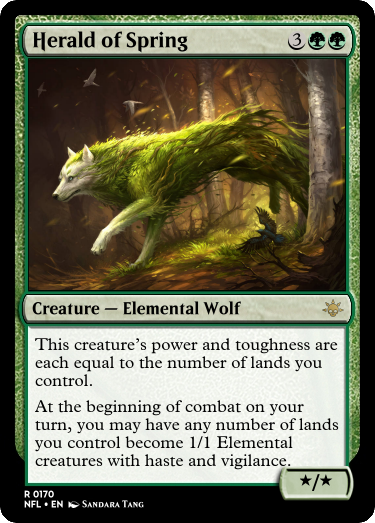 Herald of Spring 3
Creature — Elemental Wolf
This creature's power and toughness are
each equal to the number of lands you
control.
At the beginning of combat on your
turn, you may have any number of lands
you control become 1/1 Elemental
creatures with haste and vigilance.
★/★
R 0170
NFL • EN Sandara Tang